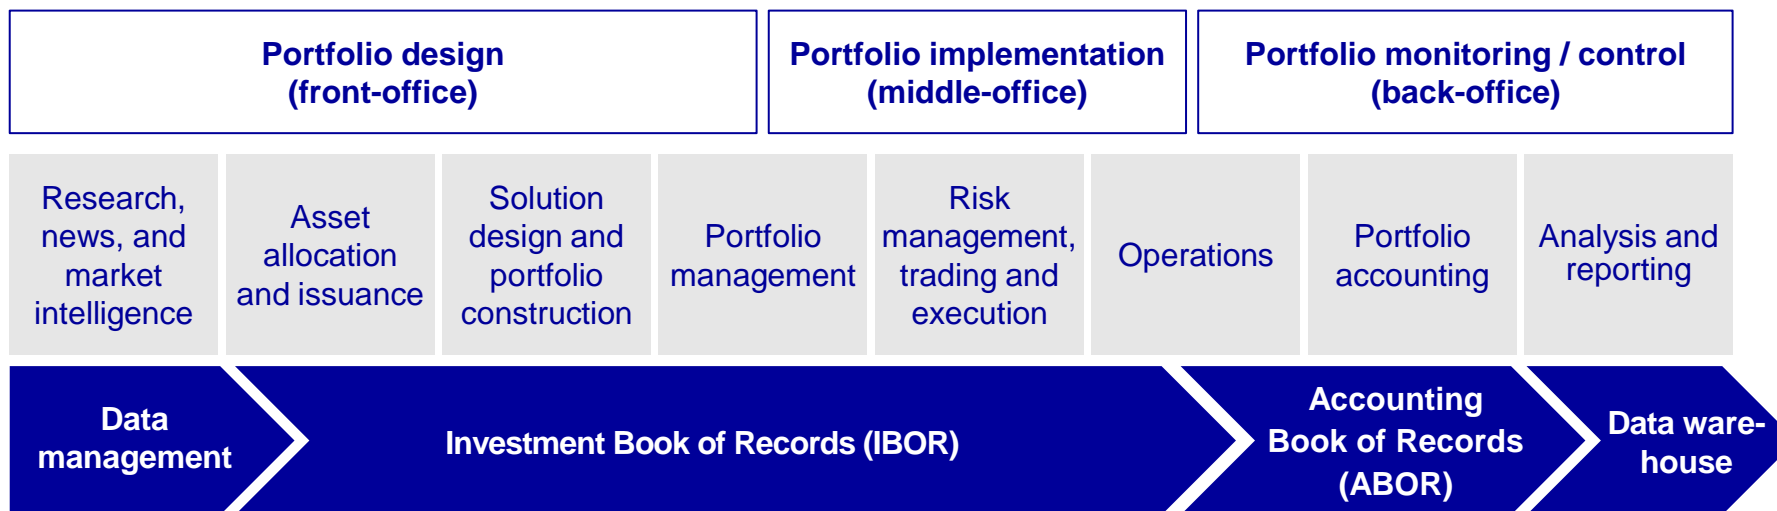 Portfolio design
(front-office)
Portfolio implementation
(middle-office)
Portfolio monitoring / control
(back-office)
Research,
news, and
market
intelligence
Asset
allocation
and issuance
Solution
design and
portfolio
construction
Portfolio
management
Risk
management,
trading and
execution
Operations
Portfolio
accounting
Analysis and
reporting
Data
management
Investment Book of Records (IBOR)
Accounting
Book of Records
(ABOR)
Data ware-
house